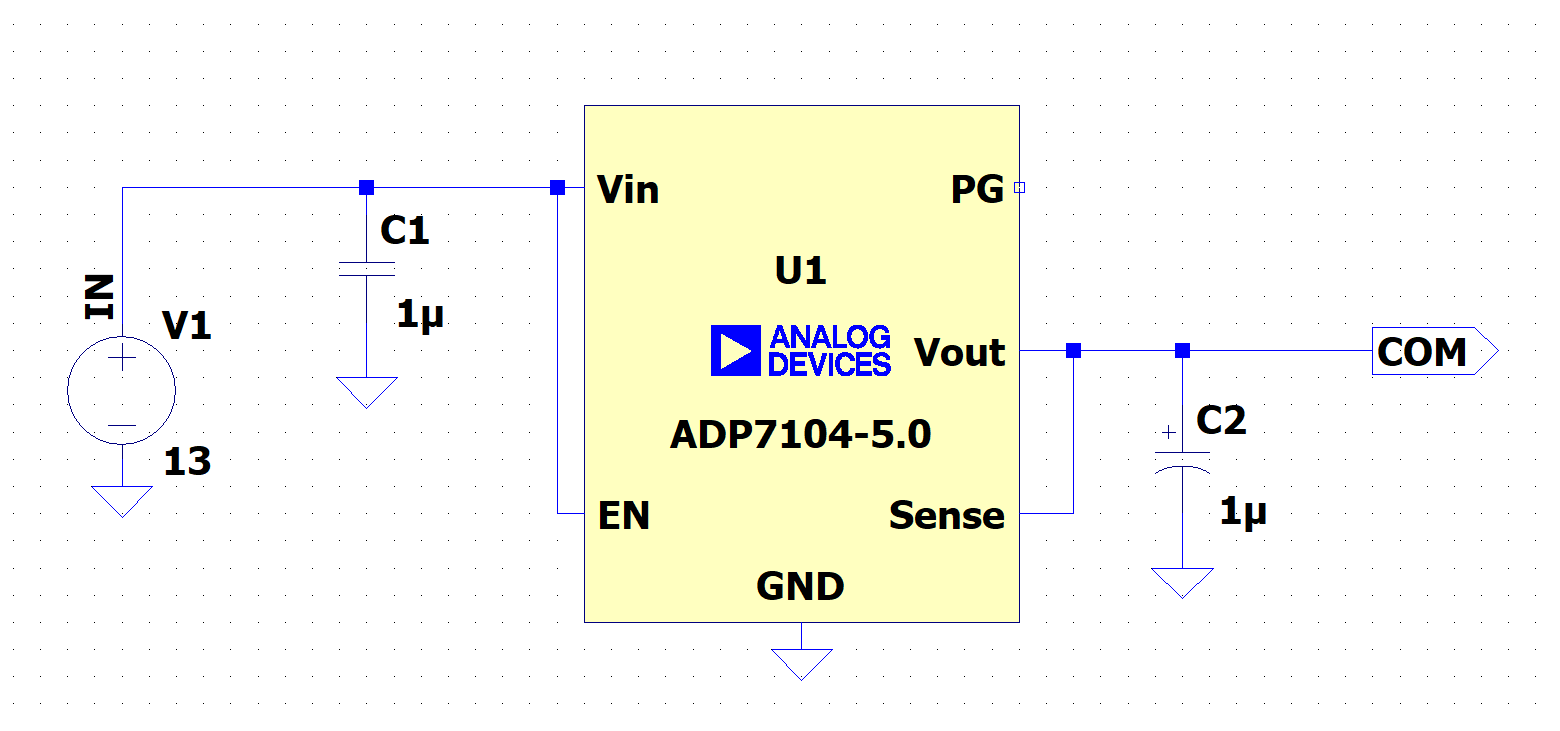 Vin
PG
C1
U1
IN
1µ
V1
ANALOG
DEVICES
Vout
COM
C2
ADP7104-5.0
13
EN
Sense
1µ
GND